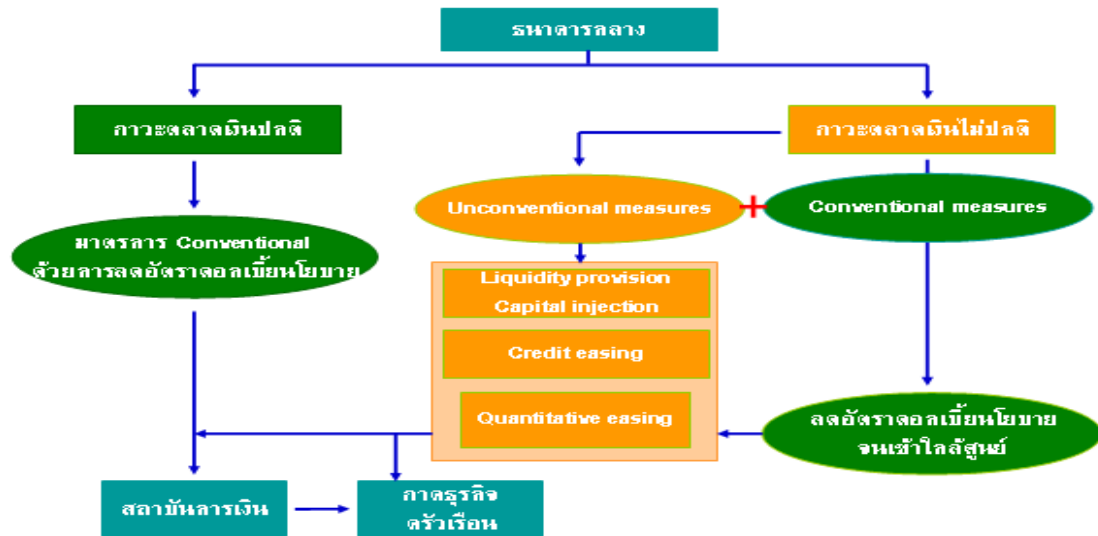 ธนาคารกลาง
ภาวะตลาดเงินปกติ
ภาวะตลาดเงินไม่ปกติ
Unconventional measures
+
Conventional measures
มาตรการ Conventional
ด้วยการลดอัตราดอกเบี้ยนโยบาย
Liquidity provision
Capital injection
Credit easing
Quantitative easing
ลดอัตราดอกเบี้ยนโยบาย
จนเข้าใกล้ศูนย์
สถาบันการเงิน
ภาคธุรกิจ
ครัวเรือน